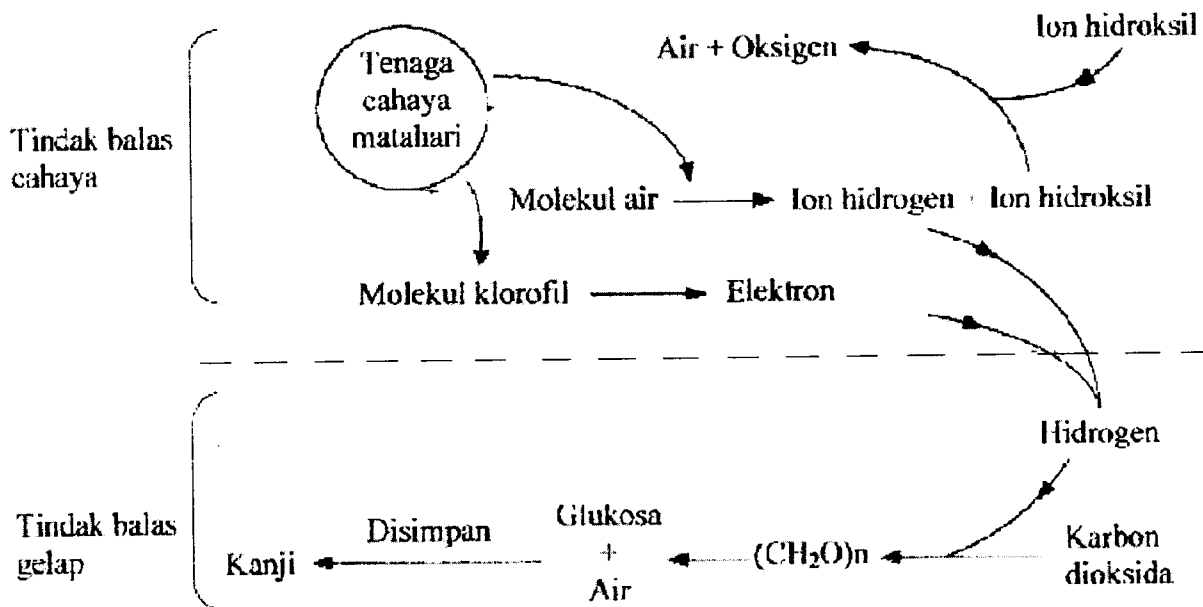 Ion hidroksil
Air + Oksigen
Tenaga
cahaya
matahari
Tindak balas
cahaya
Molekul air
Ion hidrogen + Ion hidroksil
Molekul klorofil
Elektron
Hidrogen
Tindak balas
gelap
Kanji
Disimpan
Glukosa
+
Air
(CH₂O)n
Karbon
dioksida